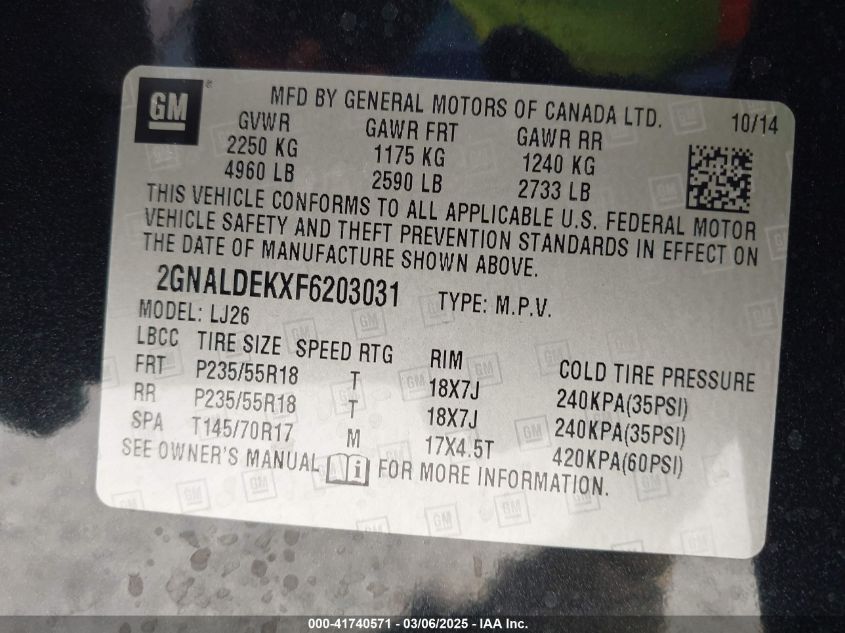 GM
MFD BY GENERAL MOTORS OF CANADA LTD. 10/14
GVWR GAWR FRT GAWR RR
2250 KG 1175 KG 1240 KG
4960 LB 2590 LB 2733 LB
THIS VEHICLE CONFORMS TO ALL APPLICABLE U.S. FEDERAL MOTOR
VEHICLE SAFETY AND THEFT PREVENTION STANDARDS IN EFFECT ON
THE DATE OF MANUFACTURE SHOWN ABOVE.
2GNALDEKXF6203031 TYPE: M.P.V.
MODEL: LJ26
LBCC TIRE SIZE SPEED RTG RIM COLD TIRE PRESSURE
FRT P235/55R18 T 18X7J 240KPA(35PSI)
RR P235/55R18 T 18X7J 240KPA(35PSI)
SPA T145/70R17 M 17X4.5T 420KPA(60PSI)
SEE OWNER'S MANUAL FOR MORE INFORMATION.
000-41740571 - 03/06/2025 - IAA Inc.